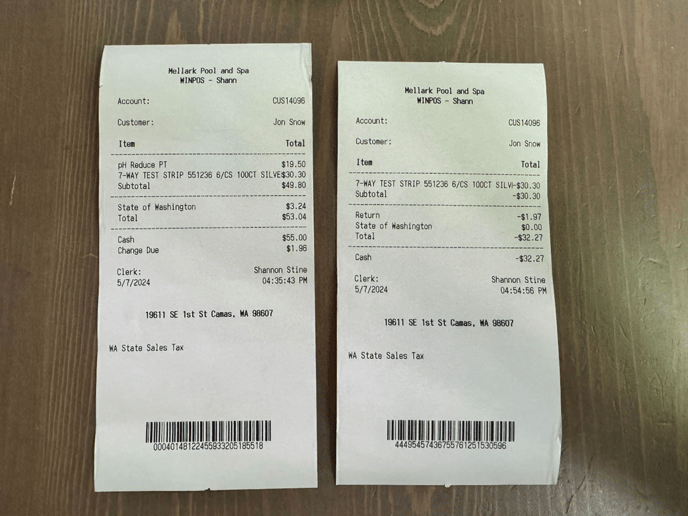 Mellark Pool and Spa
WINPOS - Shann
Account: CUS14096
Customer: Jon Snow
Item Total
pH Reduce PT $19.50
7-WAY TEST STRIP 551236 6/CS 100CT SILVE$30.30
Subtotal $49.80
State of Washington $3.24
Total $53.04
Cash $55.00
Change Due $1.96
Clerk: Shannon Stine
5/7/2024 04:35:43 PM
19611 SE 1st St Camas, WA 98607
WA State Sales Tax
00040148122455933205185518
Mellark Pool and Spa
WINPOS - Shann
Account: CUS14096
Customer: Jon Snow
Item Total
7-WAY TEST STRIP 551236 6/CS 100CT SILV-$30.30
Subtotal -$30.30
Return -$1.97
State of Washington $0.00
Total -$32.27
Cash -$32.27
Clerk: Shannon Stine
5/7/2024 04:54:56 PM
19611 SE 1st St Camas, WA 98607
WA State Sales Tax
44495457436755761251530596